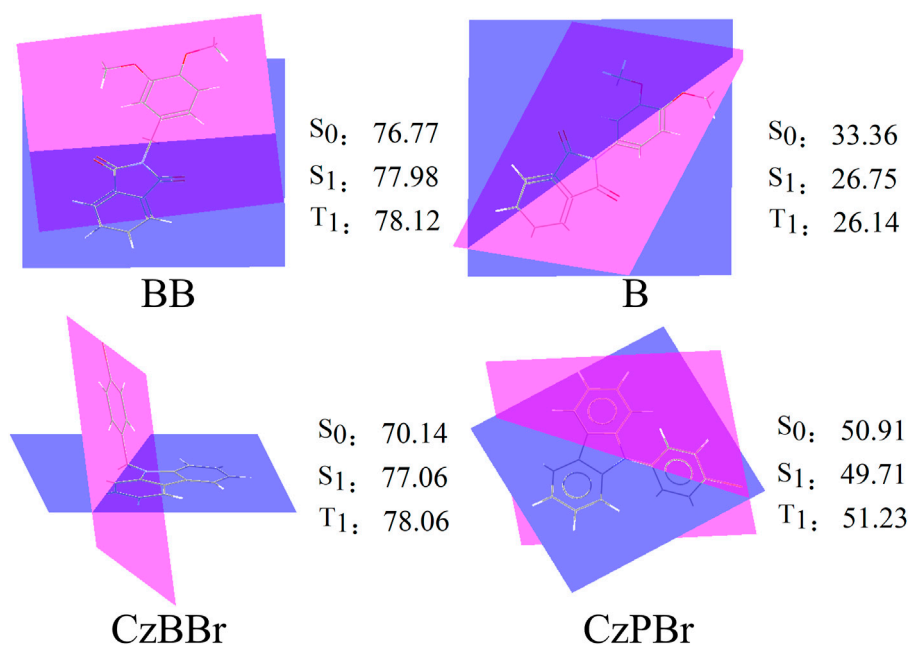 S₀: 76.77
S₁: 77.98
T₁: 78.12
BB
S₀: 33.36
S₁: 26.75
T₁: 26.14
B
S₀: 70.14
S₁: 77.06
T₁: 78.06
CzBBr
S₀: 50.91
S₁: 49.71
T₁: 51.23
CzPBr